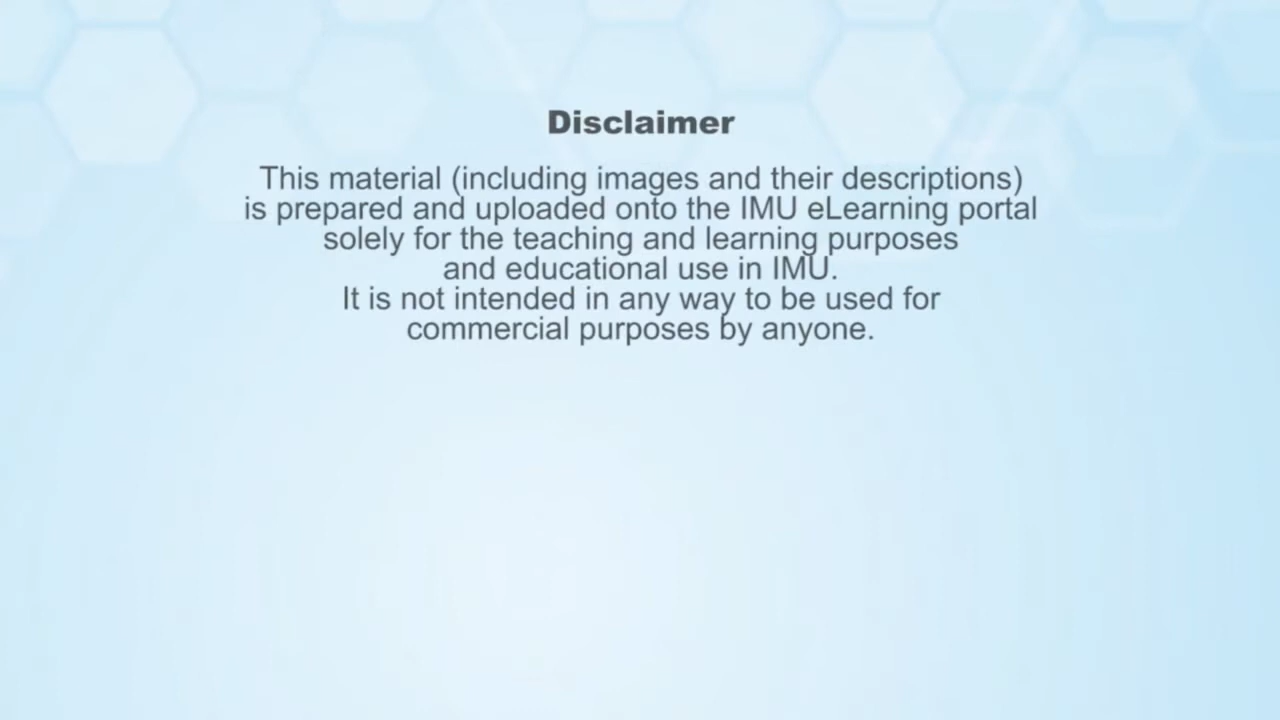 Disclaimer
This material (including images and their descriptions)
is prepared and uploaded onto the IMU eLearning portal
solely for the teaching and learning purposes
and educational use in IMU.
It is not intended in any way to be used for
commercial purposes by anyone.